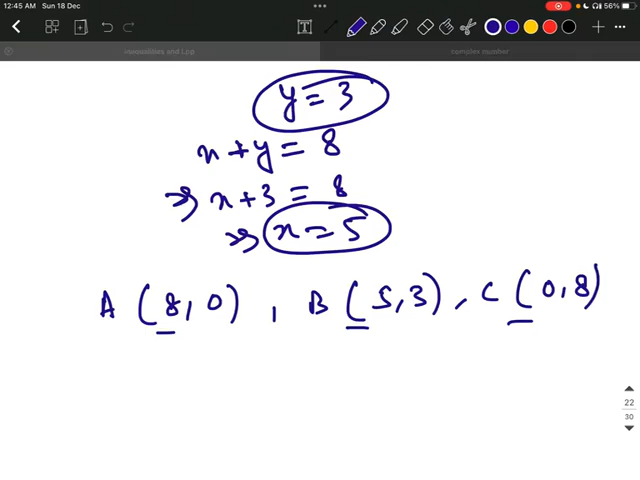 12:45 AM Sun 18 Dec
56%
inequalities and Lpp
complex number
y = 3
x + y = 8
⇒ x + 3 = 8
⇒ x = 5
A (8, 0) , B (5, 3) , C (0, 8)
22
30